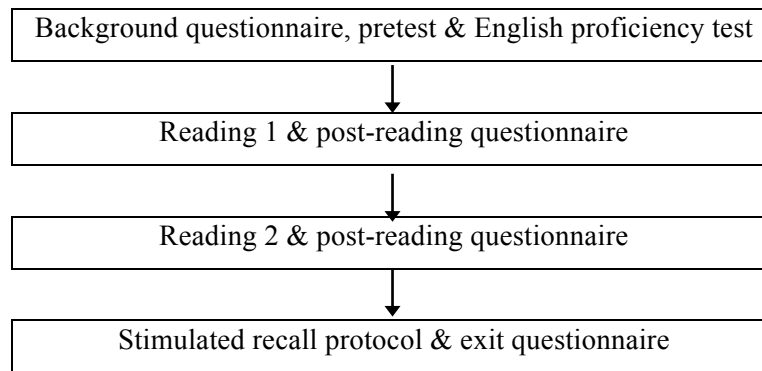 Background questionnaire, pretest & English proficiency test
Reading 1 & post-reading questionnaire
Reading 2 & post-reading questionnaire
Stimulated recall protocol & exit questionnaire